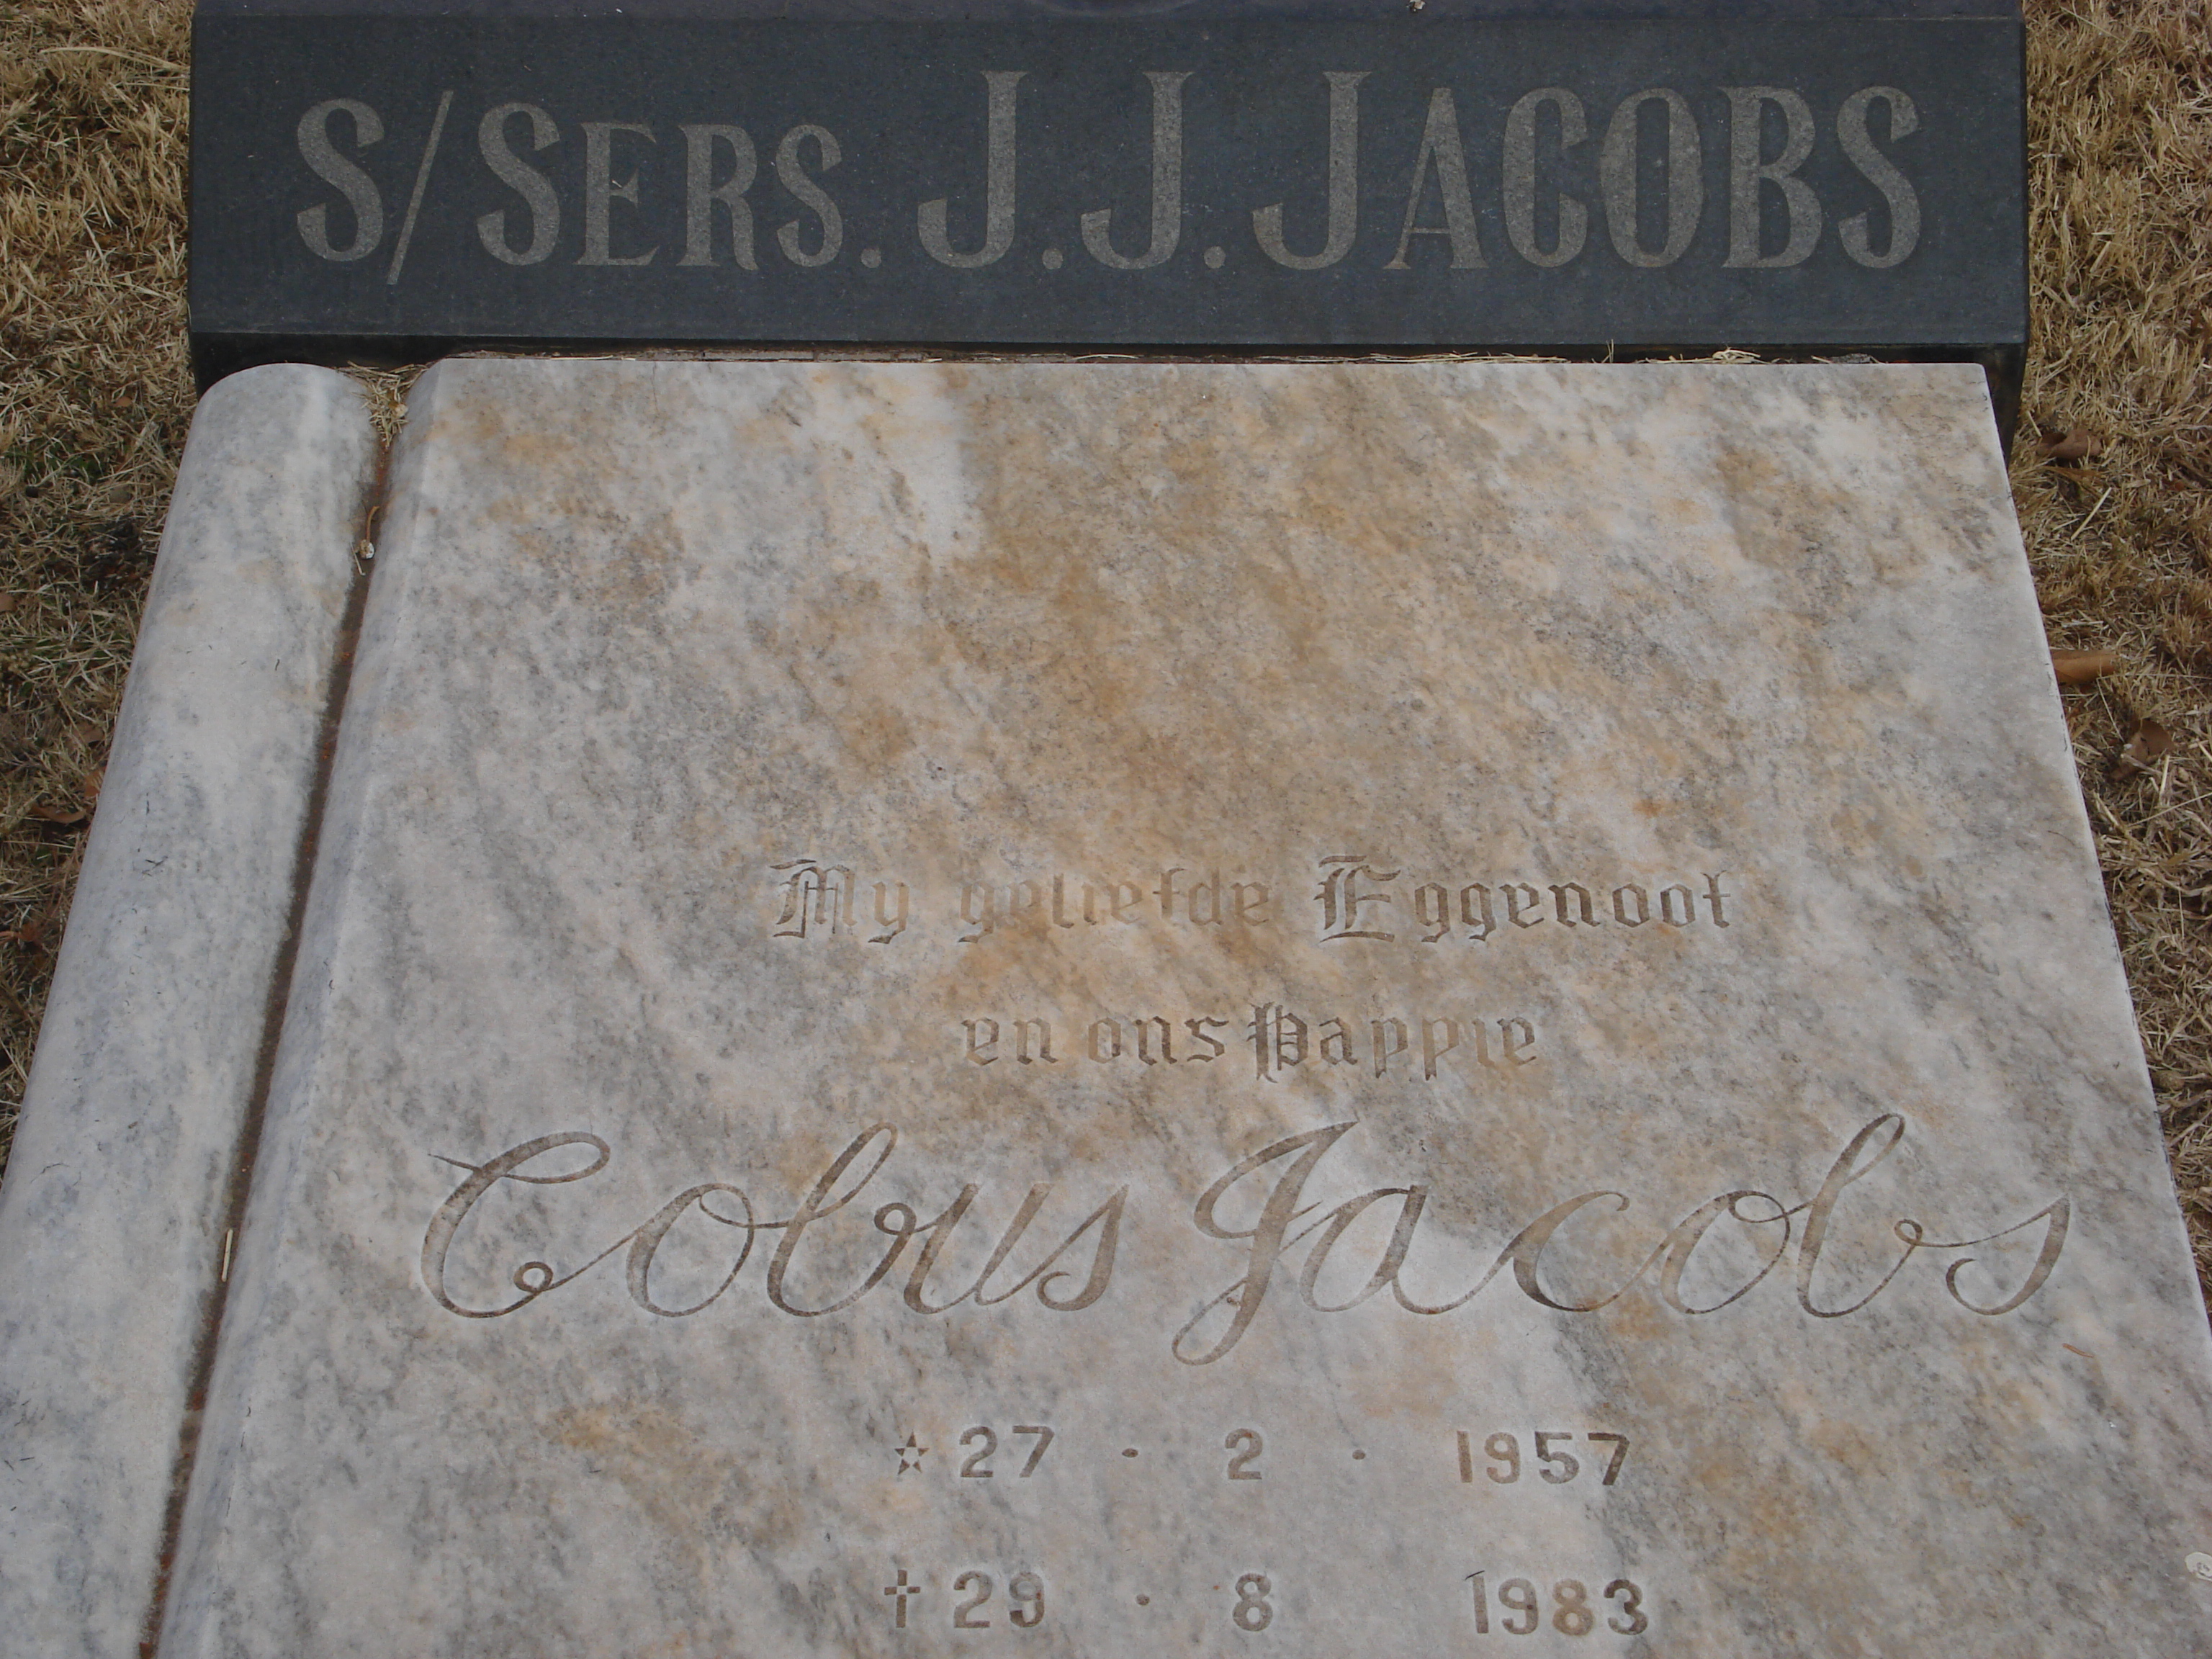 S/SERS. J.J. JACOBS
My geliefde Eggenoot
en ons Pappie
Cobus Jacobs
☆ 27 · 2 · 1957
† 29 · 8 1983